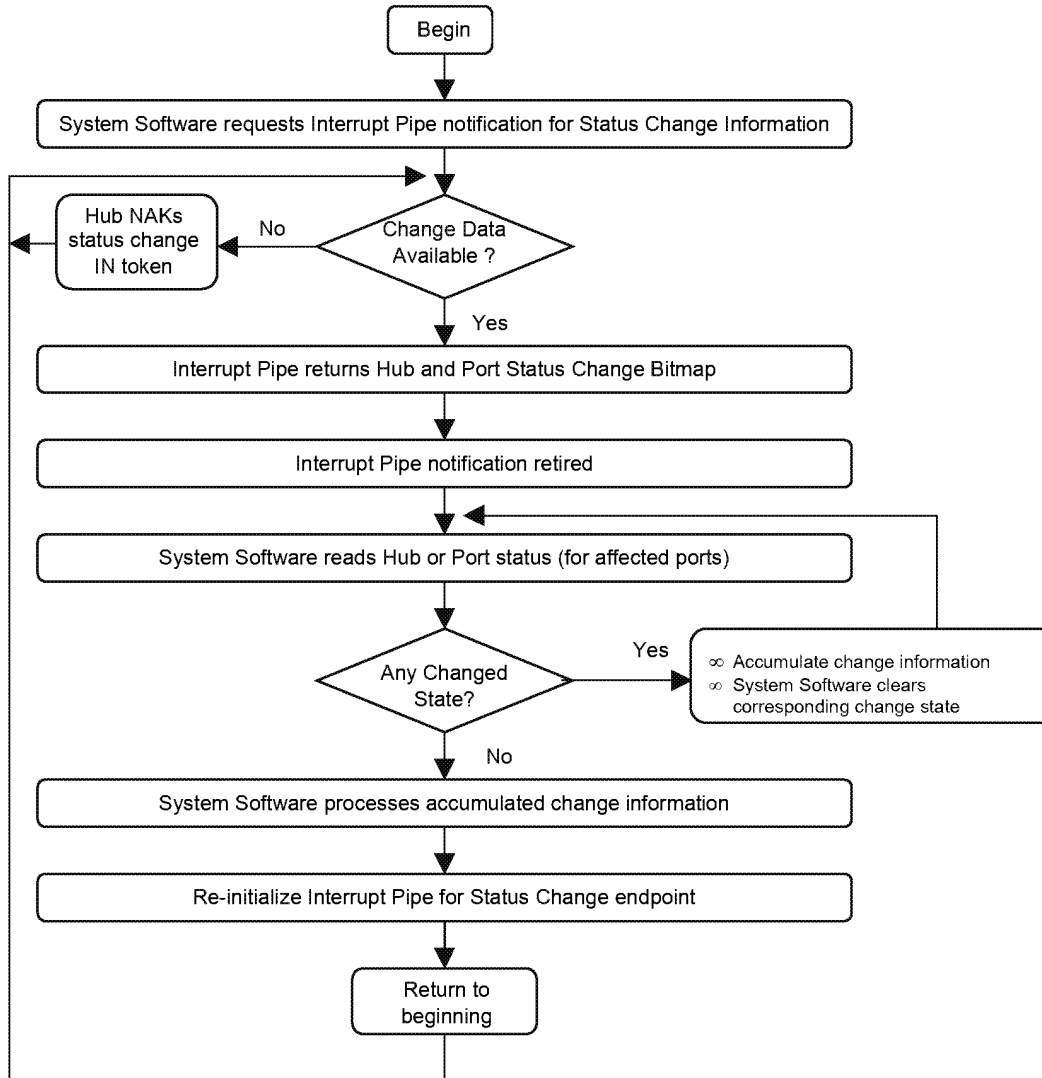 Begin
System Software requests Interrupt Pipe notification for Status Change Information
Hub NAKs
status change
IN token
No
Change Data
Available ?
Yes
Interrupt Pipe returns Hub and Port Status Change Bitmap
Interrupt Pipe notification retired
System Software reads Hub or Port status (for affected ports)
Any Changed
State?
Yes
∞ Accumulate change information
∞ System Software clears
corresponding change state
No
System Software processes accumulated change information
Re-initialize Interrupt Pipe for Status Change endpoint
Return to
beginning